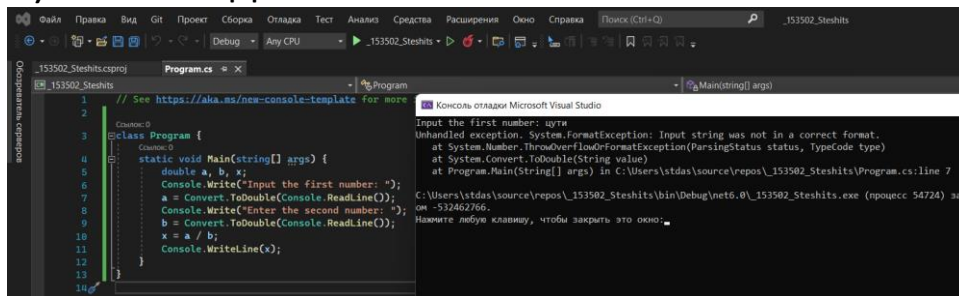 Файл Правка Вид Git Проект Сборка Отладка Тест Анализ Средства Расширения Окно Справка Поиск (Ctrl+Q) _153502_Steshits
Debug Any CPU _153502_Steshits
Обозреватель серверов
_153502_Steshits.csproj Program.cs
_153502_Steshits Program Main(string[] args)
1 // See https://aka.ms/new-console-template for more
2
Ссылок: 0
3 class Program {
Ссылок: 0
4 static void Main(string[] args) {
5 double a, b, x;
6 Console.Write("Input the first number: ");
7 a = Convert.ToDouble(Console.ReadLine());
8 Console.Write("Enter the second number: ");
9 b = Convert.ToDouble(Console.ReadLine());
10 x = a / b;
11 Console.WriteLine(x);
12 }
13 }
14
Консоль отладки Microsoft Visual Studio
Input the first number: цути
Unhandled exception. System.FormatException: Input string was not in a correct format.
at System.Number.ThrowOverflowOrFormatException(ParsingStatus status, TypeCode type)
at System.Convert.ToDouble(String value)
at Program.Main(String[] args) in C:\Users\stdas\source\repos\_153502_Steshits\Program.cs:line 7
C:\Users\stdas\source\repos\_153502_Steshits\bin\Debug\net6.0\_153502_Steshits.exe (процесс 54724) за
ом -532462766.
Нажмите любую клавишу, чтобы закрыть это окно: